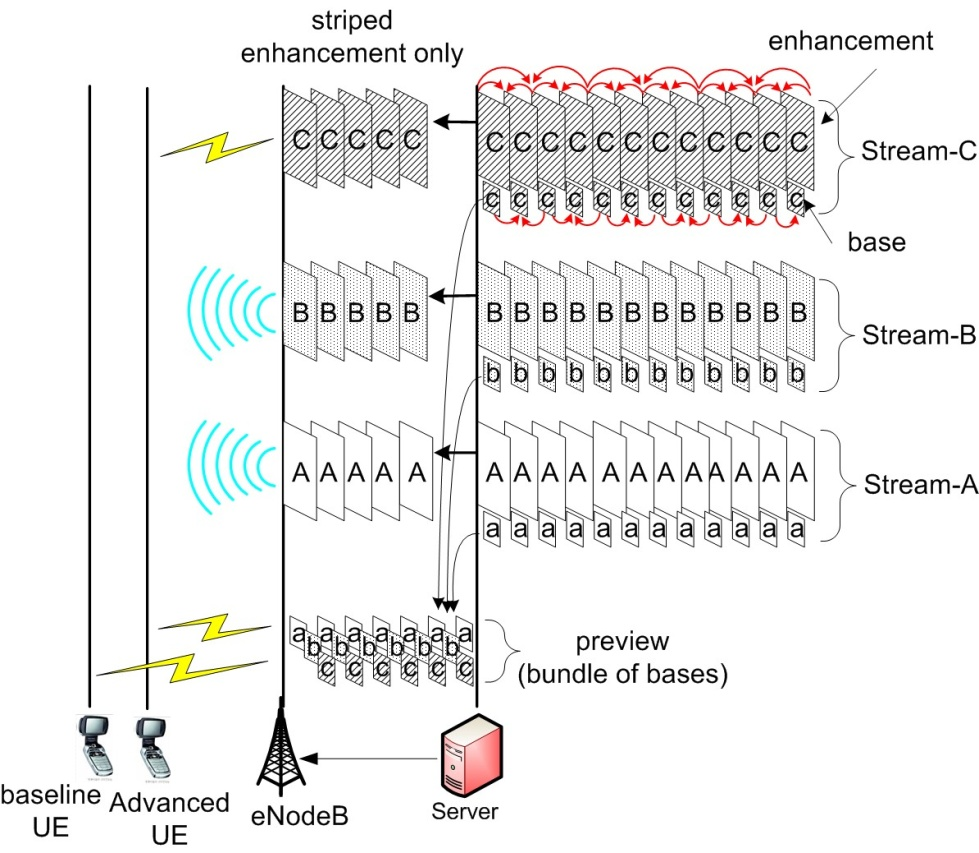 striped
enhancement only
enhancement
C C C C C
C C C C C C C C C C C C
Stream-C
c c c c c c c c c c c c
base
B B B B B
B B B B B B B B B B B B
Stream-B
b b b b b b b b b b b b
A A A A A
A A A A A A A A A A A A
Stream-A
a a a a a a a a a a a a
a a a a a a a
b b b b b b
c c c c c c
preview
(bundle of bases)
baseline
UE
Advanced
UE
eNodeB
Server